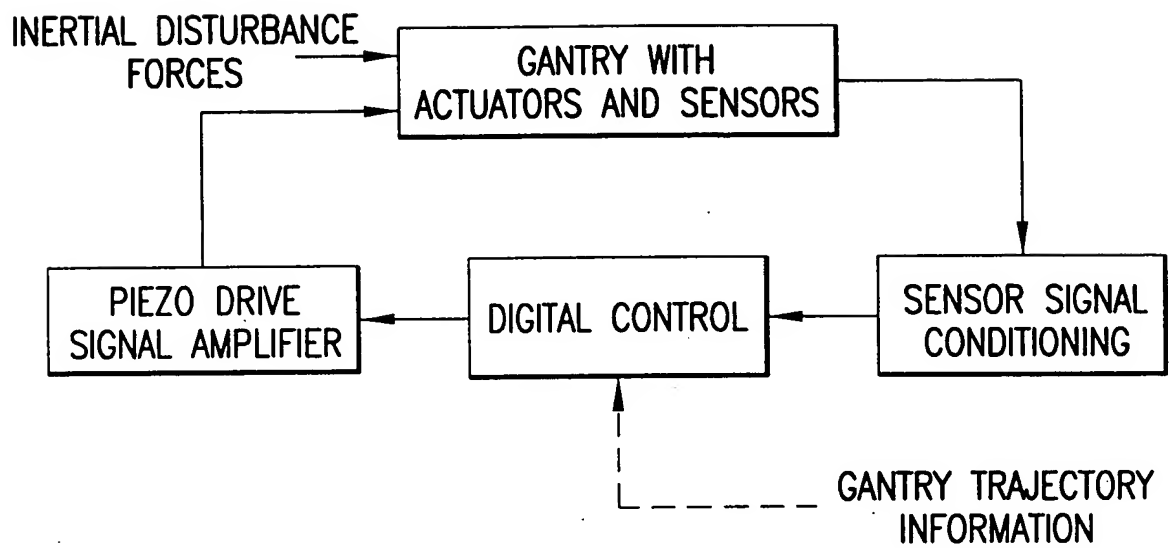 INERTIAL DISTURBANCE
FORCES
GANTRY WITH
ACTUATORS AND SENSORS
PIEZO DRIVE
SIGNAL AMPLIFIER
DIGITAL CONTROL
SENSOR SIGNAL
CONDITIONING
GANTRY TRAJECTORY
INFORMATION